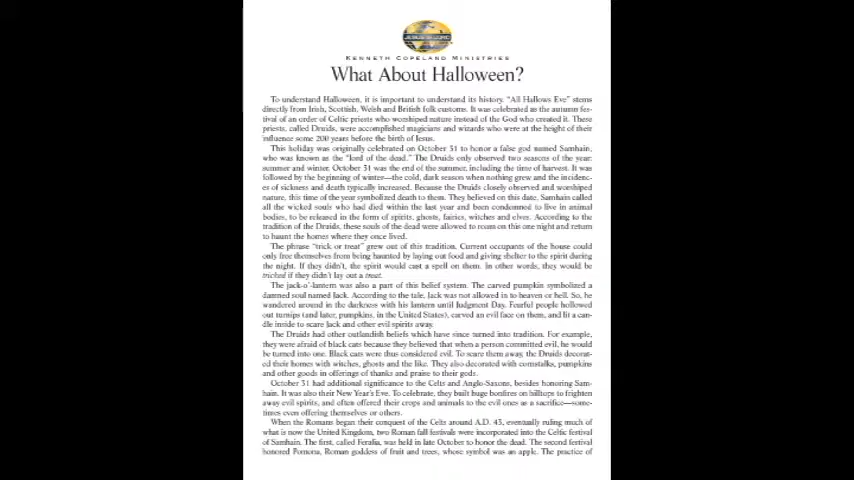 JESUS IS LORD
KENNETH COPELAND MINISTRIES
What About Halloween?
To understand Halloween, it is important to understand its history. “All Hallows Eve” stems
directly from Irish, Scottish, Welsh and British folk customs. It was celebrated as the autumn fes-
tival of an order of Celtic priests who worshiped nature instead of the God who created it. These
priests, called Druids, were accomplished magicians and wizards who were at the height of their
influence some 200 years before the birth of Jesus.
This holiday was originally celebrated on October 31 to honor a false god named Samhain,
who was known as the “lord of the dead.” The Druids only observed two seasons of the year:
summer and winter. October 31 was the end of the summer, including the time of harvest. It was
followed by the beginning of winter—the cold, dark season when nothing grew and the incidenc-
es of sickness and death typically increased. Because the Druids closely observed and worshiped
nature, this time of the year symbolized death to them. They believed on this date, Samhain called
all the wicked souls who had died within the last year and been condemned to live in animal
bodies, to be released in the form of spirits, ghosts, fairies, witches and elves. According to the
tradition of the Druids, these souls of the dead were allowed to roam on this one night and return
to haunt the homes where they once lived.
The phrase “trick or treat” grew out of this tradition. Current occupants of the house could
only free themselves from being haunted by laying out food and giving shelter to the spirit during
the night. If they didn’t, the spirit would cast a spell on them. In other words, they would be
tricked if they didn’t lay out a treat.
The jack-o’-lantern was also a part of this belief system. The carved pumpkin symbolized a
damned soul named Jack. According to the tale, Jack was not allowed in to heaven or hell. So, he
wandered around in the darkness with his lantern until Judgment Day. Fearful people hollowed
out turnips (and later, pumpkins, in the United States), carved an evil face on them, and lit a can-
dle inside to scare Jack and other evil spirits away.
The Druids had other outlandish beliefs which have since turned into tradition. For example,
they were afraid of black cats because they believed that when a person committed evil, he would
be turned into one. Black cats were thus considered evil. To scare them away, the Druids decorat-
ed their homes with witches, ghosts and the like. They also decorated with cornstalks, pumpkins
and other goods in offerings of thanks and praise to their gods.
October 31 had additional significance to the Celts and Anglo-Saxons, besides honoring Sam-
hain. It was also their New Year’s Eve. To celebrate, they built huge bonfires on hilltops to frighten
away evil spirits, and often offered their crops and animals to the evil ones as a sacrifice—some-
times even offering themselves or others.
When the Romans began their conquest of the Celts around A.D. 43, eventually ruling much of
what is now the United Kingdom, two Roman fall festivals were incorporated into the Celtic festival
of Samhain. The first, called Feralia, was held in late October to honor the dead. The second festival
honored Pomona, Roman goddess of fruit and trees, whose symbol was an apple. The practice of